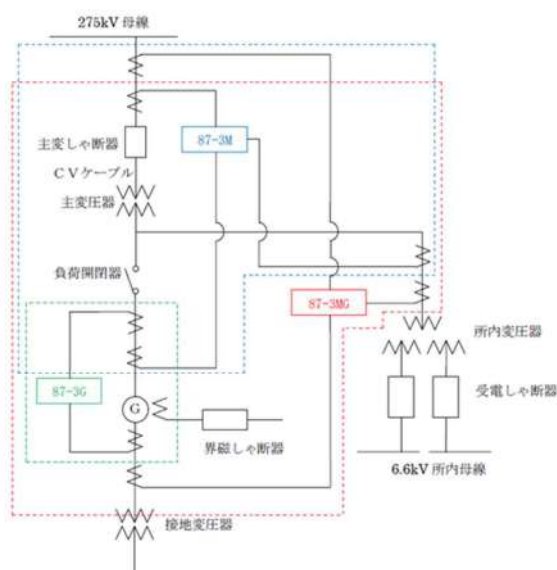 275kV 母線
主変しゃ断器
87-3M
CVケーブル
主変圧器
負荷開閉器
87-3MG
所内変圧器
87-3G
G
受電しゃ断器
界磁しゃ断器
6.6kV 所内母線
接地変圧器